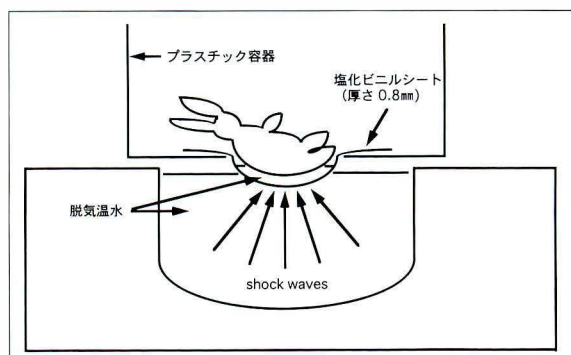 プラスチック容器
塩化ビニルシート
(厚さ 0.8㎜)
脱気温水
shock waves